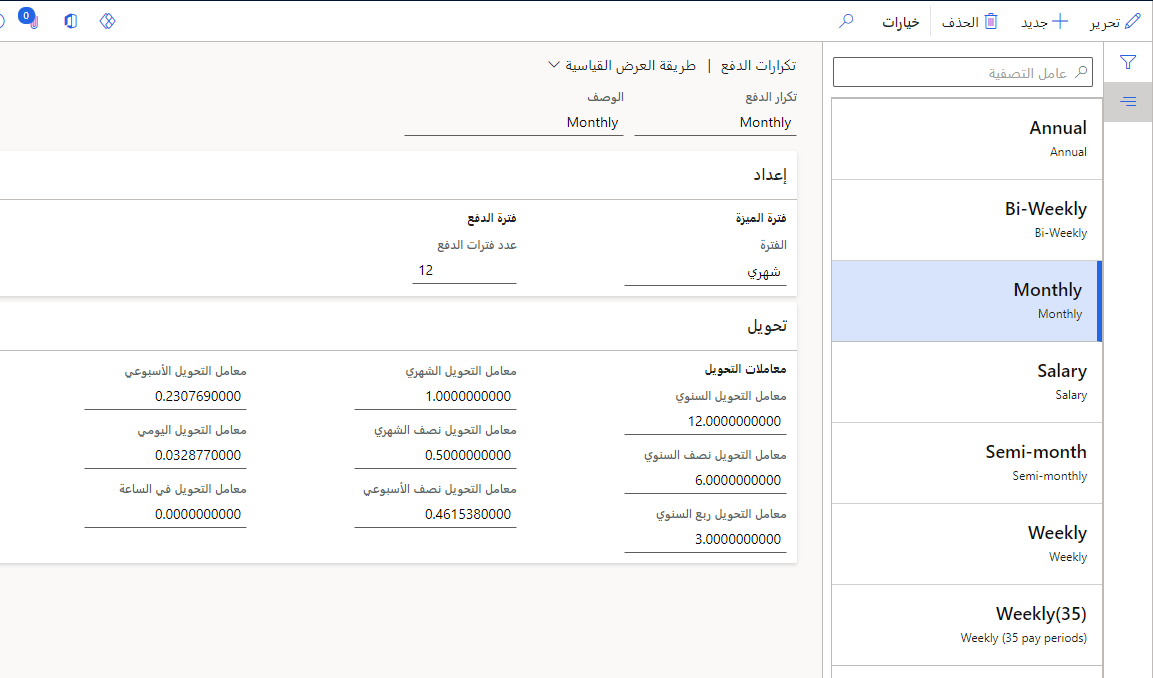 تحرير
جديد
الحذف
خيارات
0
عامل التصفية
Annual
Annual
Bi-Weekly
Bi-Weekly
Monthly
Monthly
Salary
Salary
Semi-month
Semi-monthly
Weekly
Weekly
Weekly(35)
Weekly (35 pay periods)
تكرارات الدفع | طريقة العرض القياسية
تكرار الدفع
Monthly
الوصف
Monthly
إعداد
فترة الميزة
الفترة
شهري
فترة الدفع
عدد فترات الدفع
12
تحويل
معاملات التحويل
معامل التحويل السنوي
12.0000000000
معامل التحويل نصف السنوي
6.0000000000
معامل التحويل ربع السنوي
3.0000000000
معامل التحويل الشهري
1.0000000000
معامل التحويل نصف الشهري
0.5000000000
معامل التحويل نصف الأسبوعي
0.4615380000
معامل التحويل الأسبوعي
0.2307690000
معامل التحويل اليومي
0.0328770000
معامل التحويل في الساعة
0.0000000000